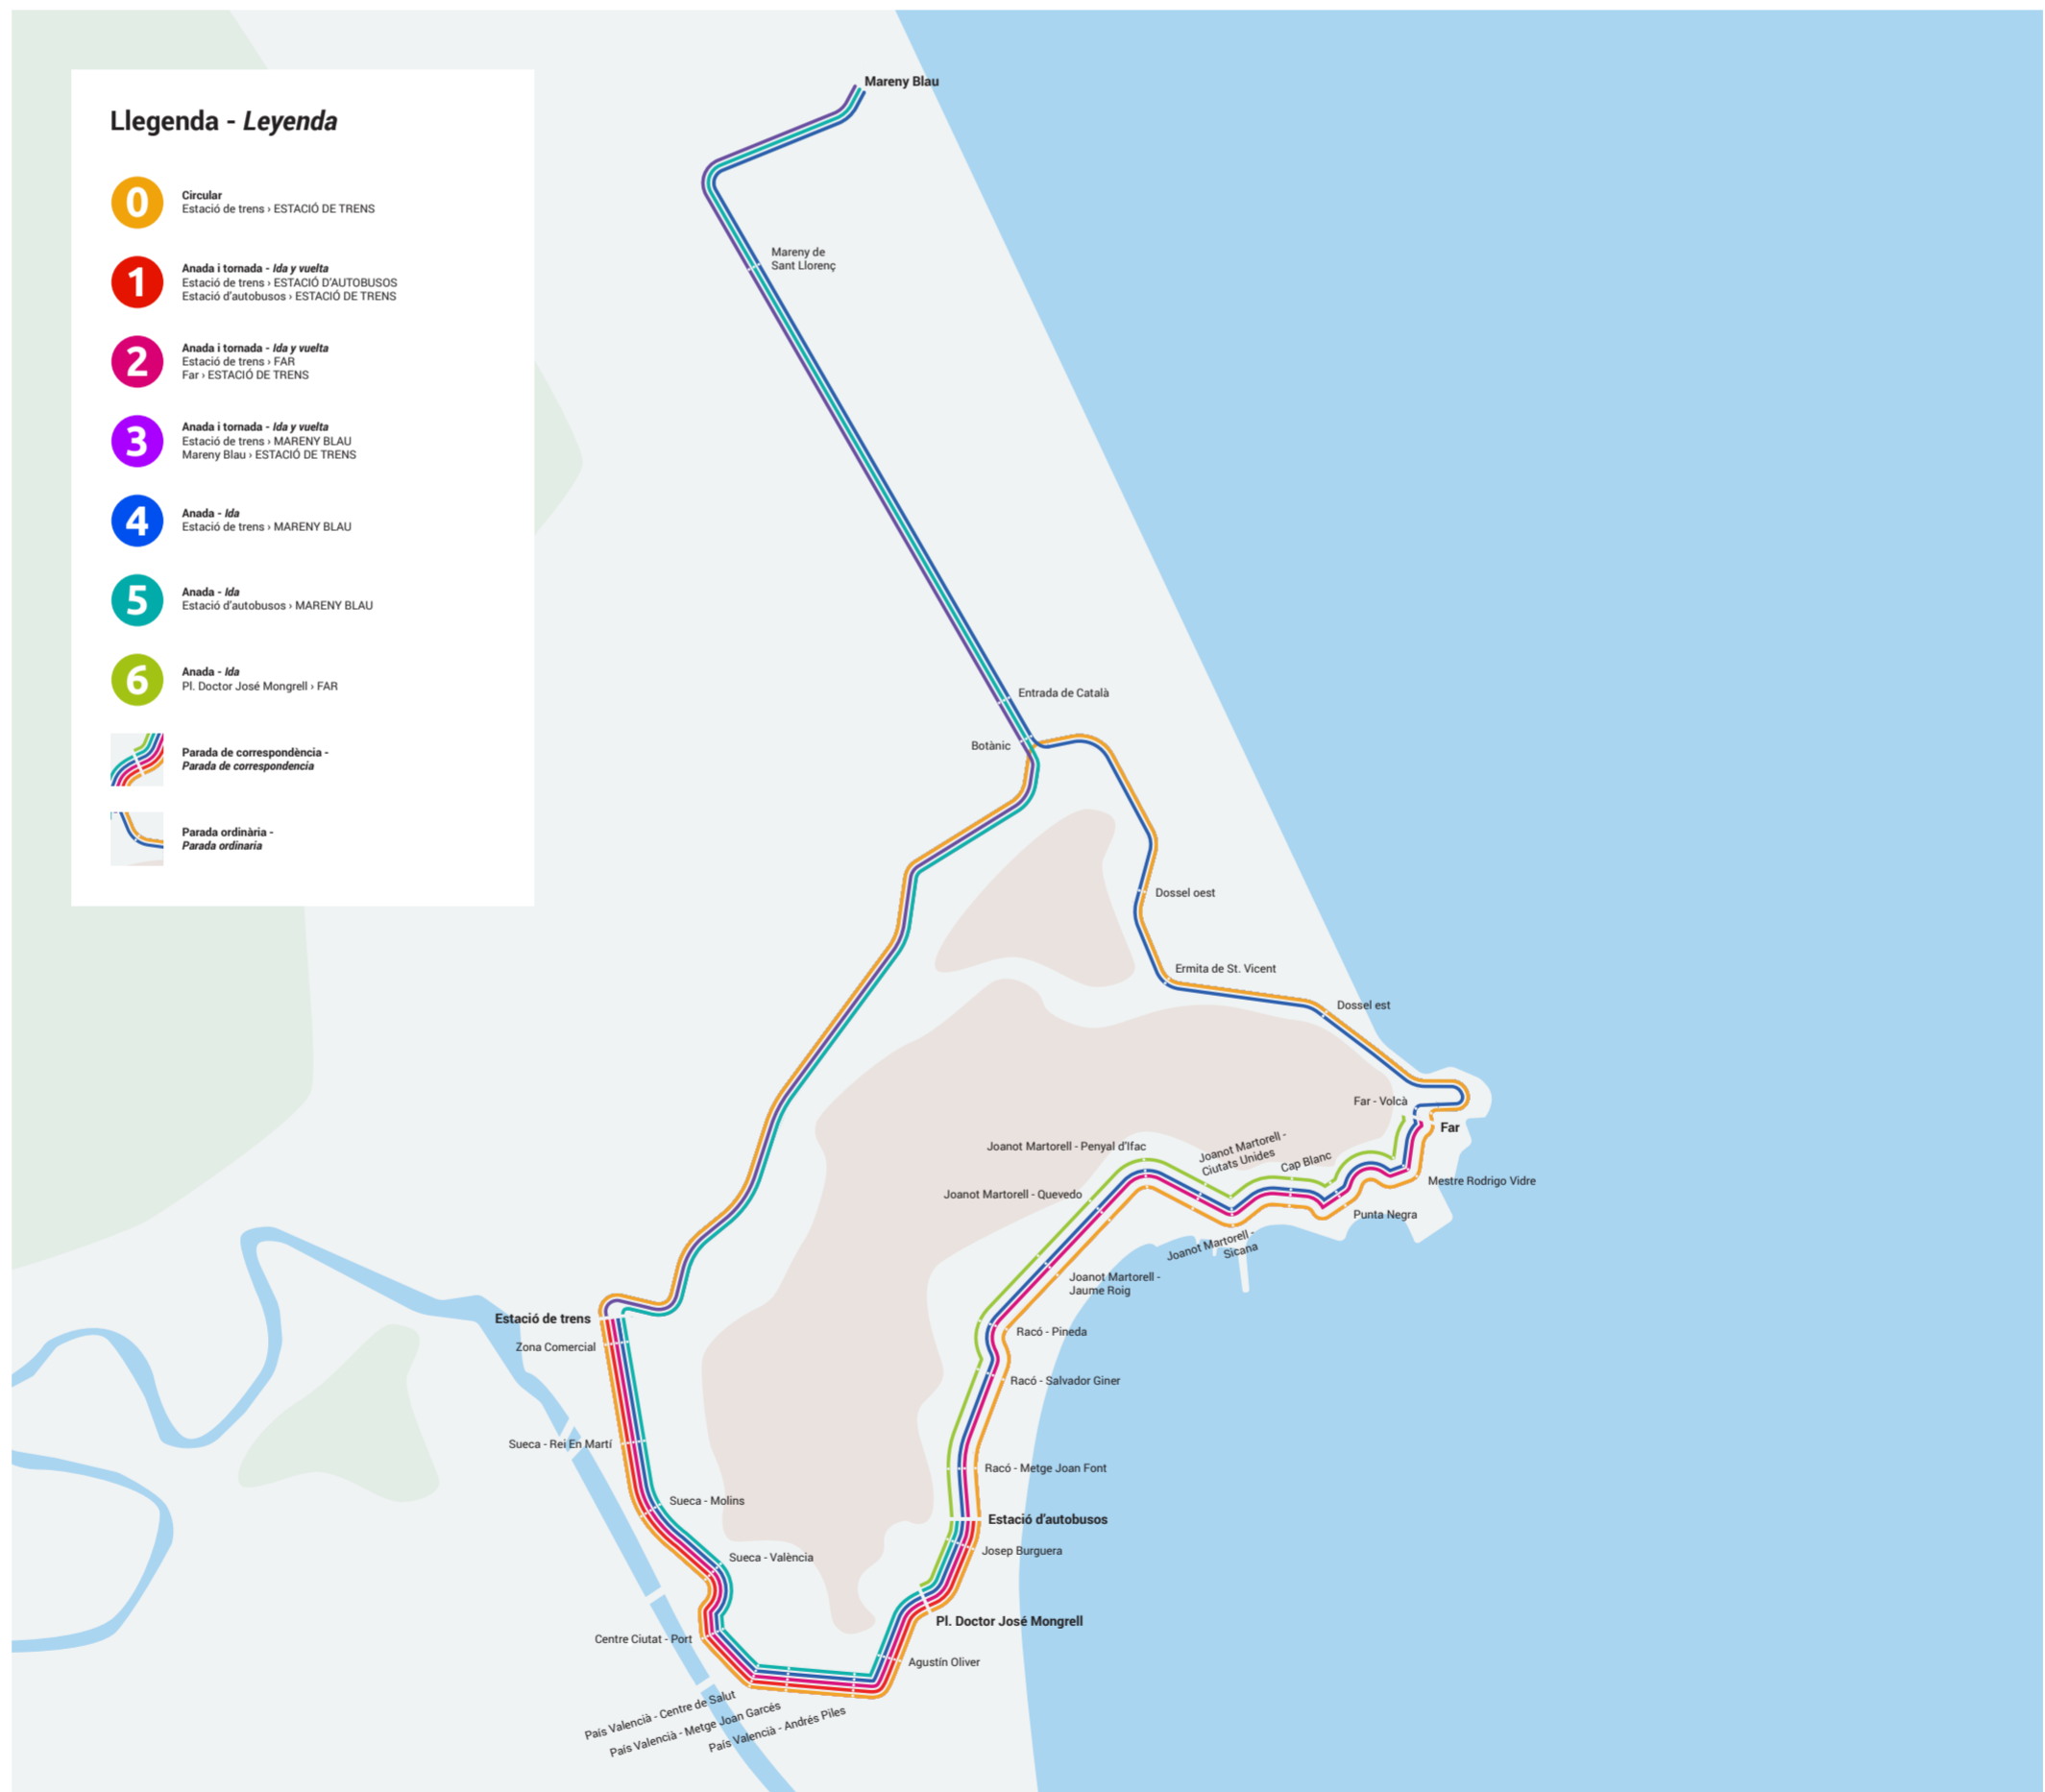 Llegenda - Leyenda
0
Circular
Estació de trens › ESTACIÓ DE TRENS
1
Anada i tornada - Ida y vuelta
Estació de trens › ESTACIÓ D'AUTOBUSOS
Estació d'autobusos › ESTACIÓ DE TRENS
2
Anada i tornada - Ida y vuelta
Estació de trens › FAR
Far › ESTACIÓ DE TRENS
3
Anada i tornada - Ida y vuelta
Estació de trens › MARENY BLAU
Mareny Blau › ESTACIÓ DE TRENS
4
Anada - Ida
Estació de trens › MARENY BLAU
5
Anada - Ida
Estació d'autobusos › MARENY BLAU
6
Anada - Ida
Pl. Doctor José Mongrell › FAR
Parada de correspondència -
Parada de correspondencia
Parada ordinària -
Parada ordinaria
Mareny Blau
Mareny de
Sant Llorenç
Entrada de Català
Botànic
Dossel oest
Ermita de St. Vicent
Dossel est
Far - Volcà
Far
Mestre Rodrigo Vidre
Punta Negra
Cap Blanc
Joanot Martorell -
Ciutats Unides
Joanot Martorell -
Sicana
Joanot Martorell - Penyal d'Ifac
Joanot Martorell - Quevedo
Joanot Martorell -
Jaume Roig
Racó - Pineda
Racó - Salvador Giner
Racó - Metge Joan Font
Estació d'autobusos
Josep Burguera
Pl. Doctor José Mongrell
Agustín Oliver
Estació de trens
Zona Comercial
Sueca - Rei En Martí
Sueca - Molins
Sueca - València
Centre Ciutat - Port
País Valencià - Centre de Salut
País Valencià - Metge Joan Garcés
País Valencià - Andrés Piles